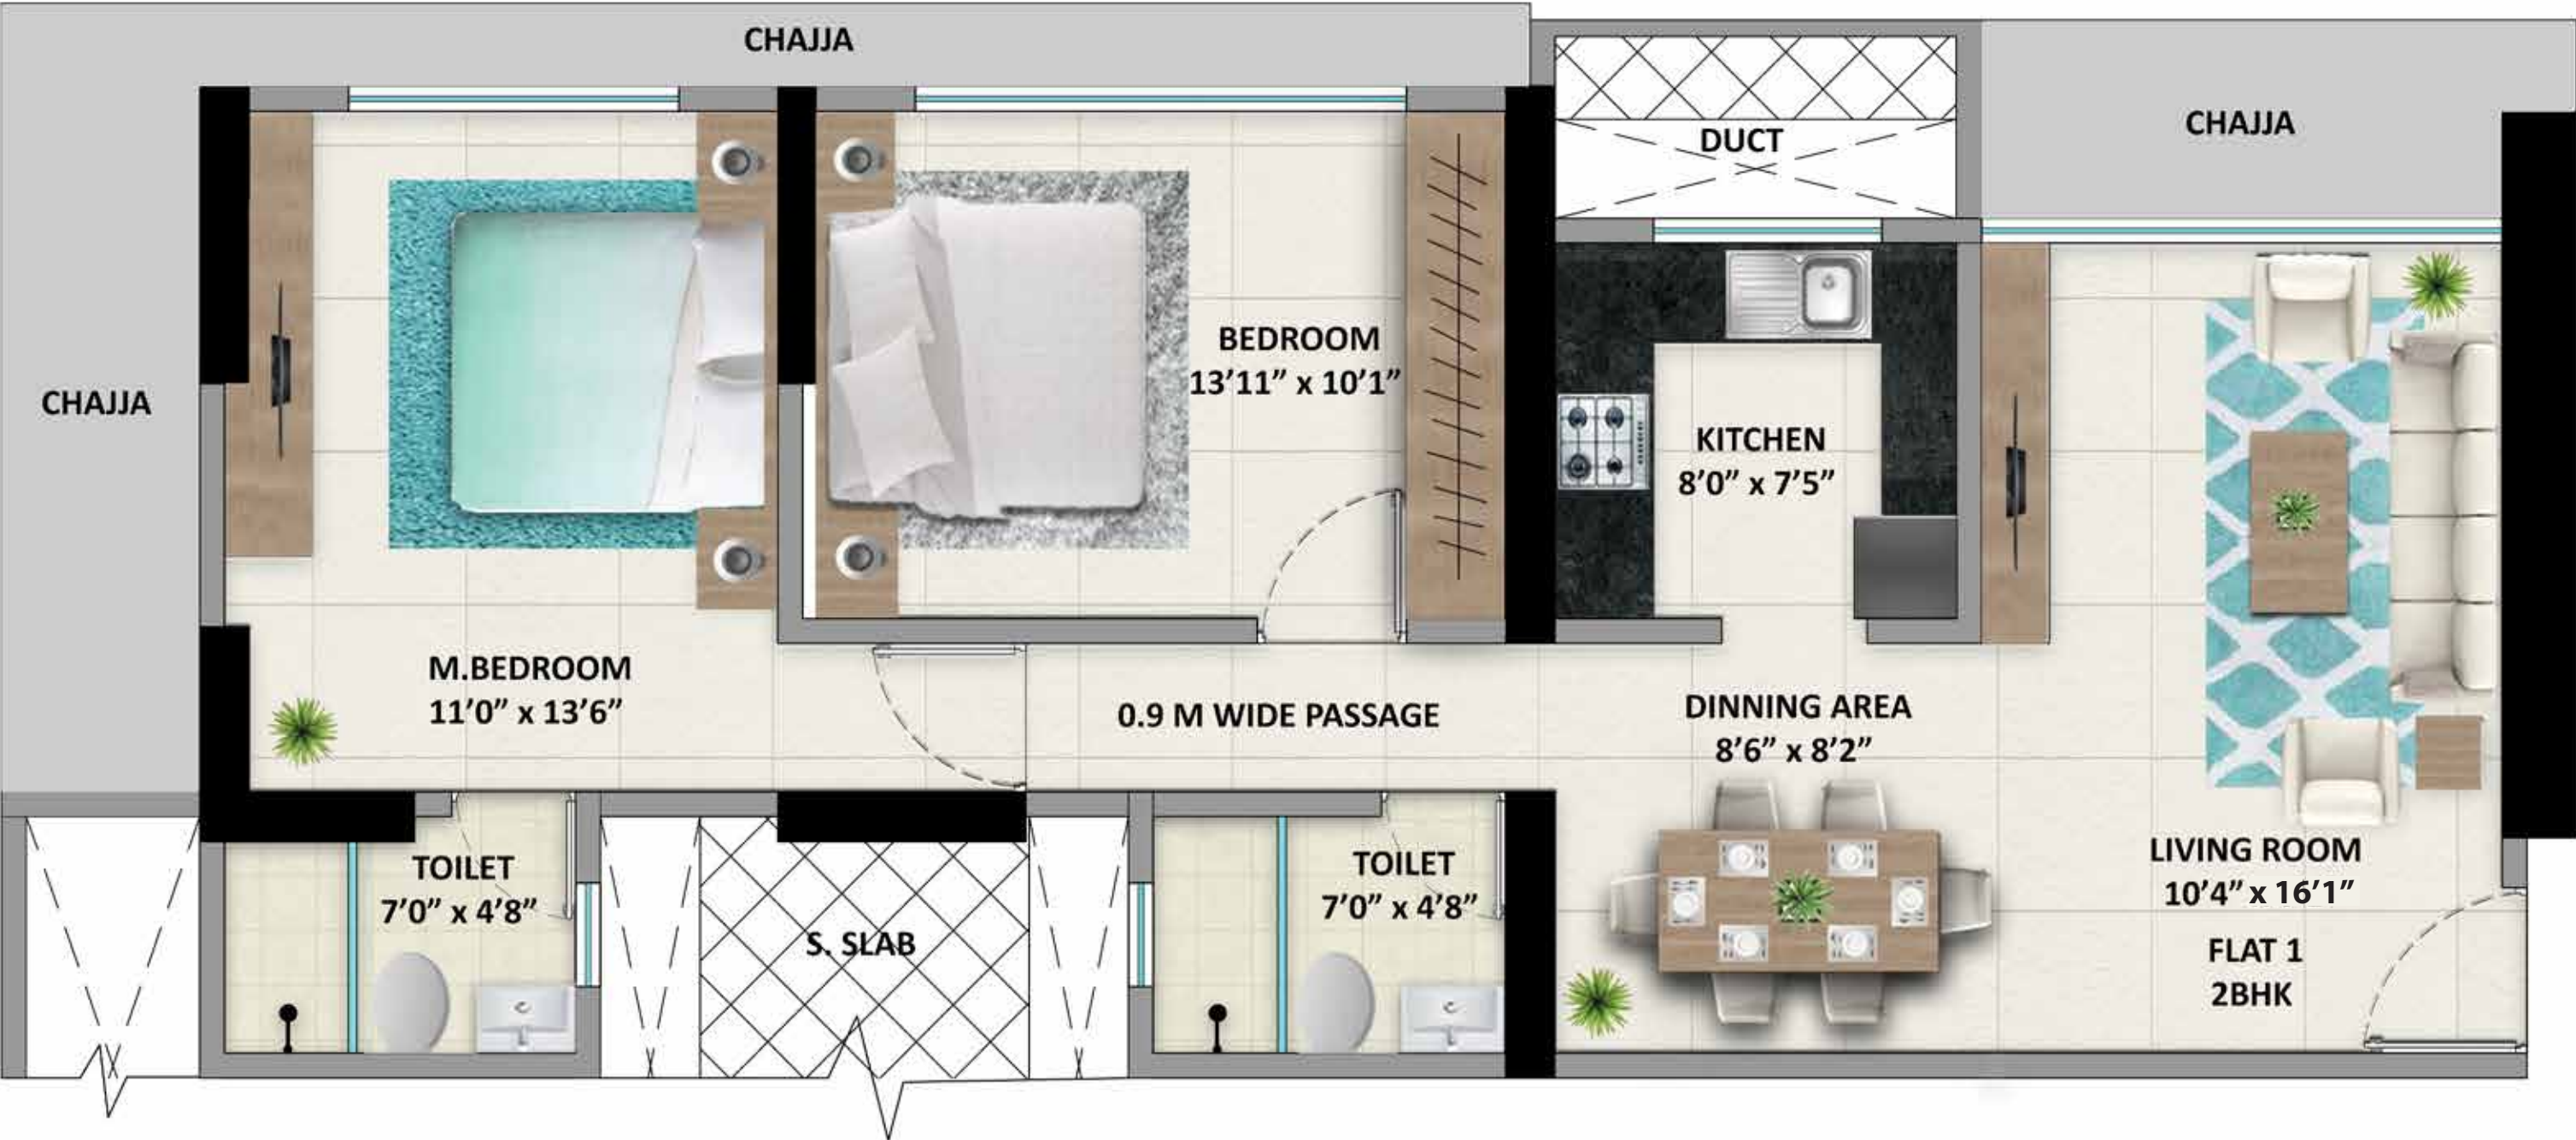 CHAJJA
CHAJJA
DUCT
CHAJJA
BEDROOM
13’11” x 10’1”
KITCHEN
8’0” x 7’5”
M.BEDROOM
11’0” x 13’6”
0.9 M WIDE PASSAGE
DINNING AREA
8’6” x 8’2”
TOILET
7’0” x 4’8”
S. SLAB
TOILET
7’0” x 4’8”
LIVING ROOM
10’4” x 16’1”
FLAT 1
2BHK